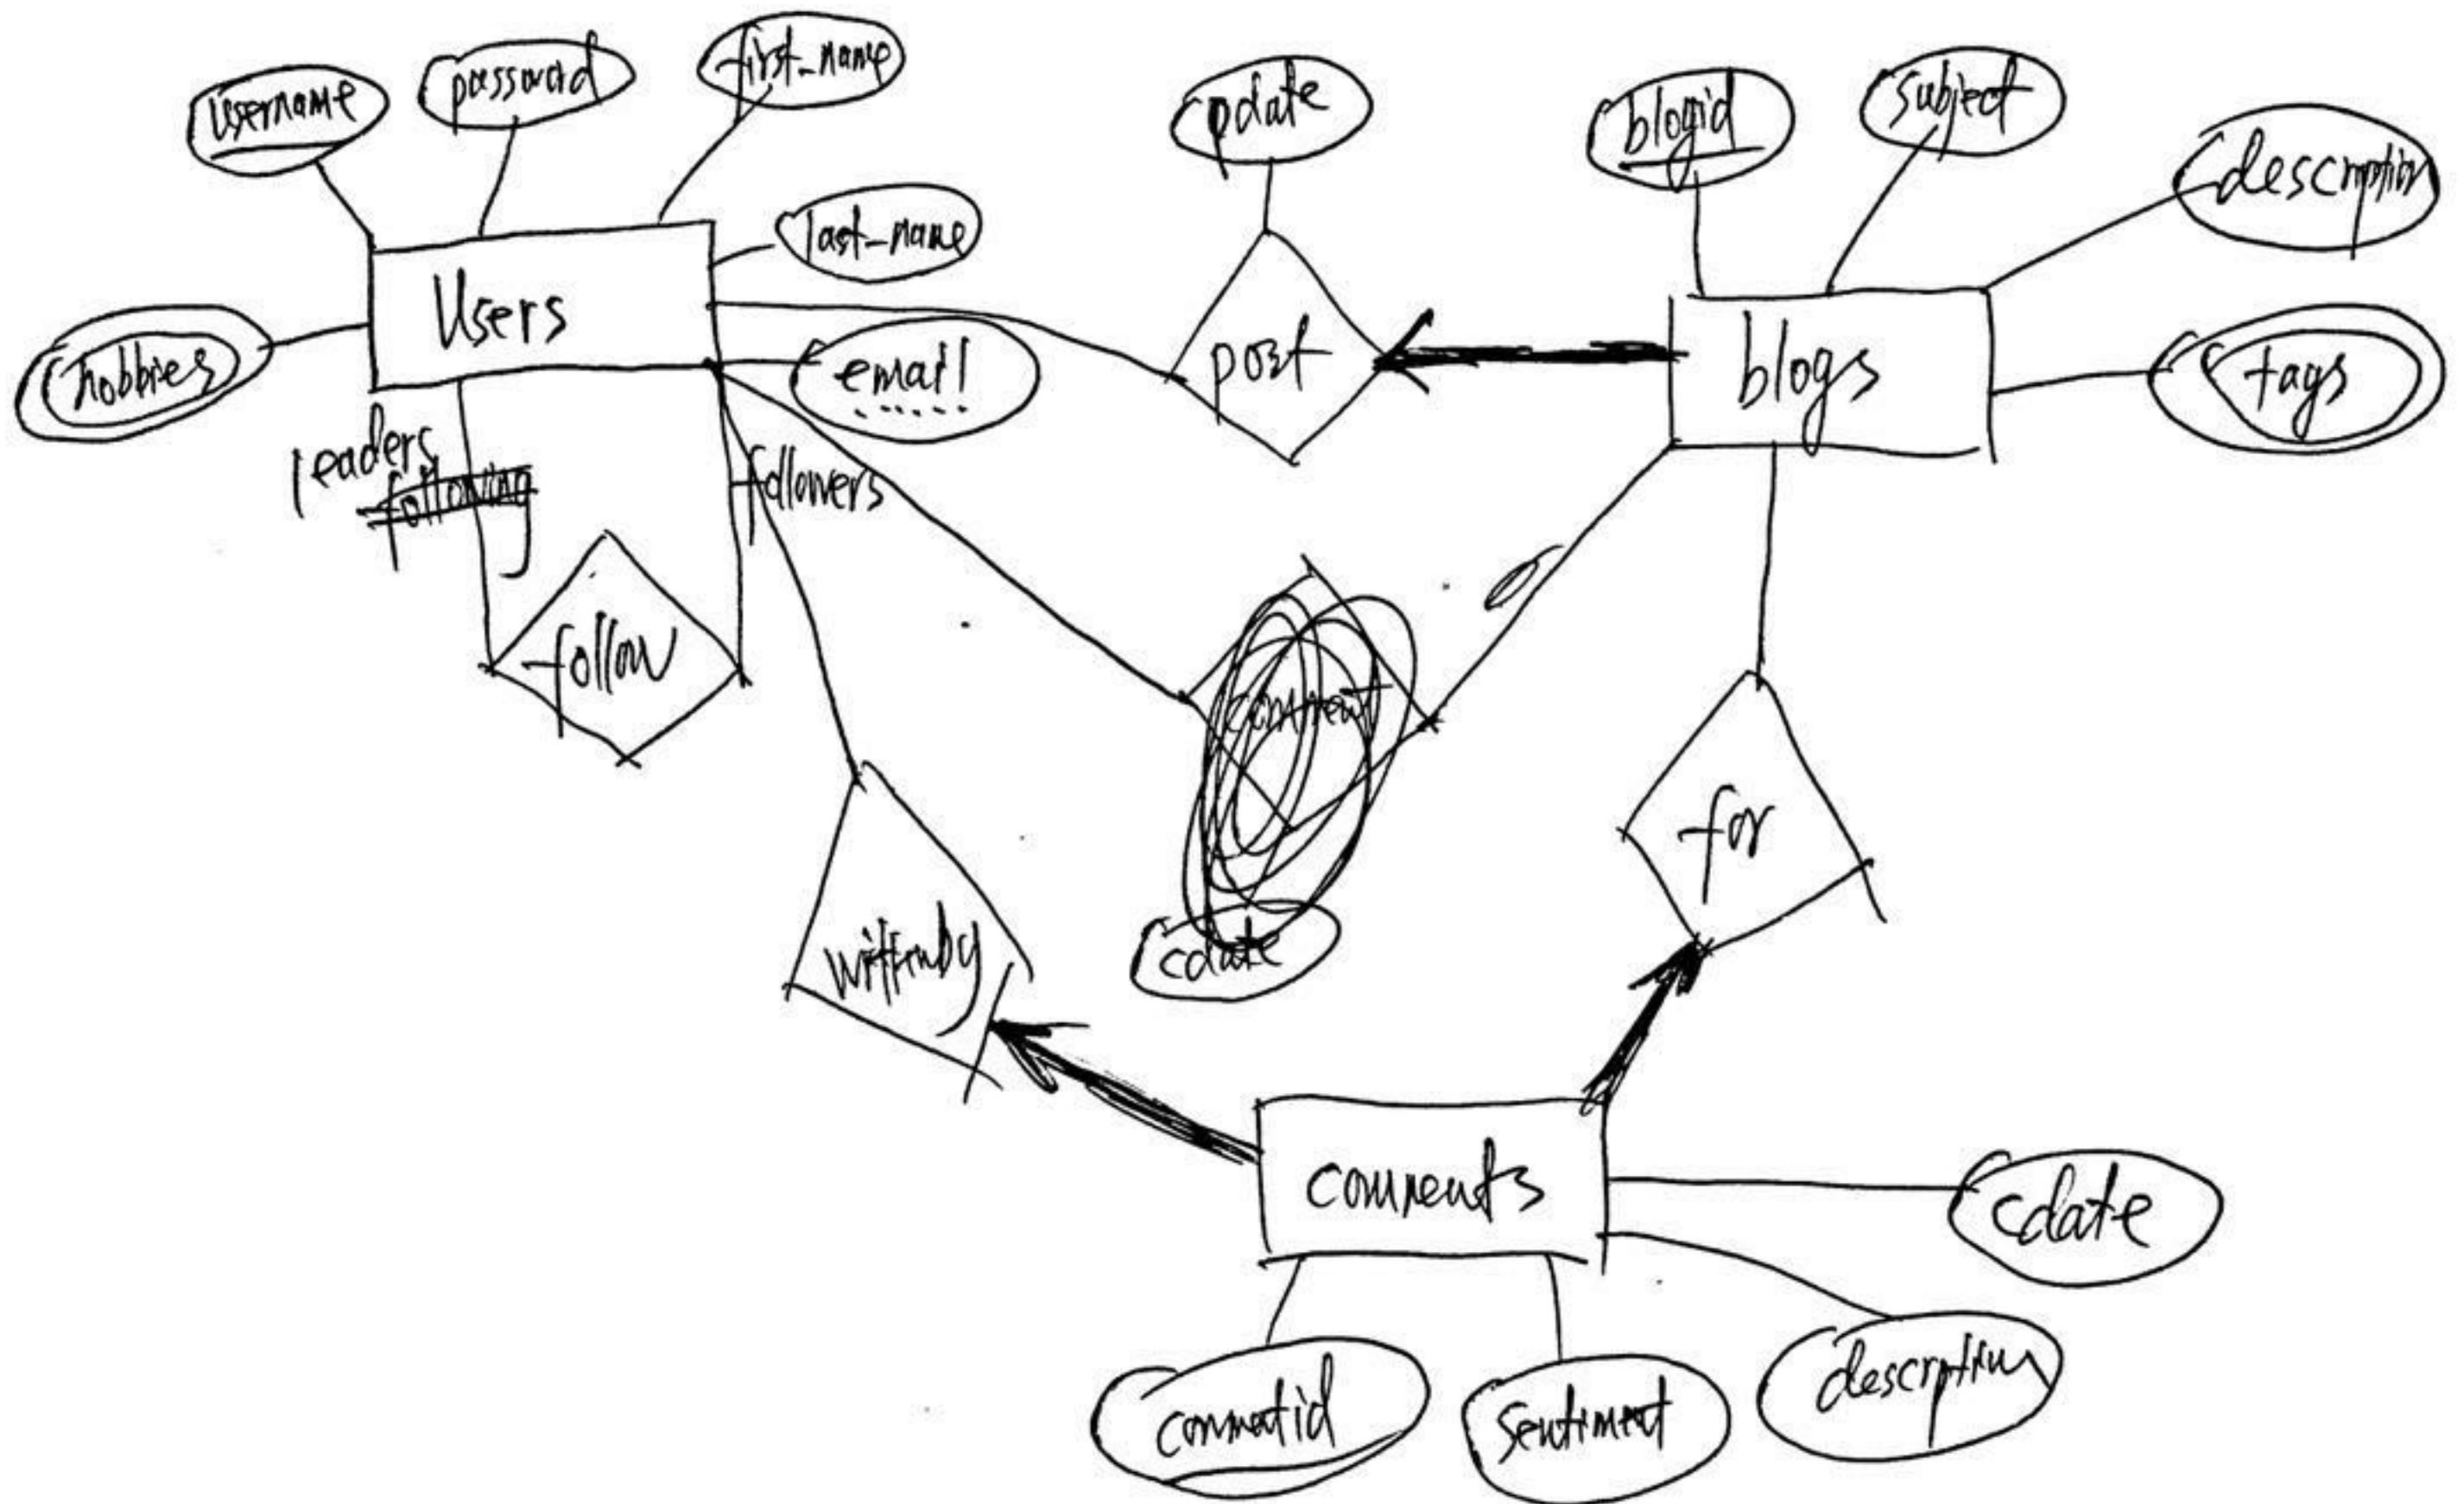 username
password
first_name
last_name
email
hobbies
Users
pdate
post
blogid
subject
description
tags
blogs
leaders
following
followers
follow
comment
cdate
writtenby
for
comments
cdate
description
sentiment
commentid